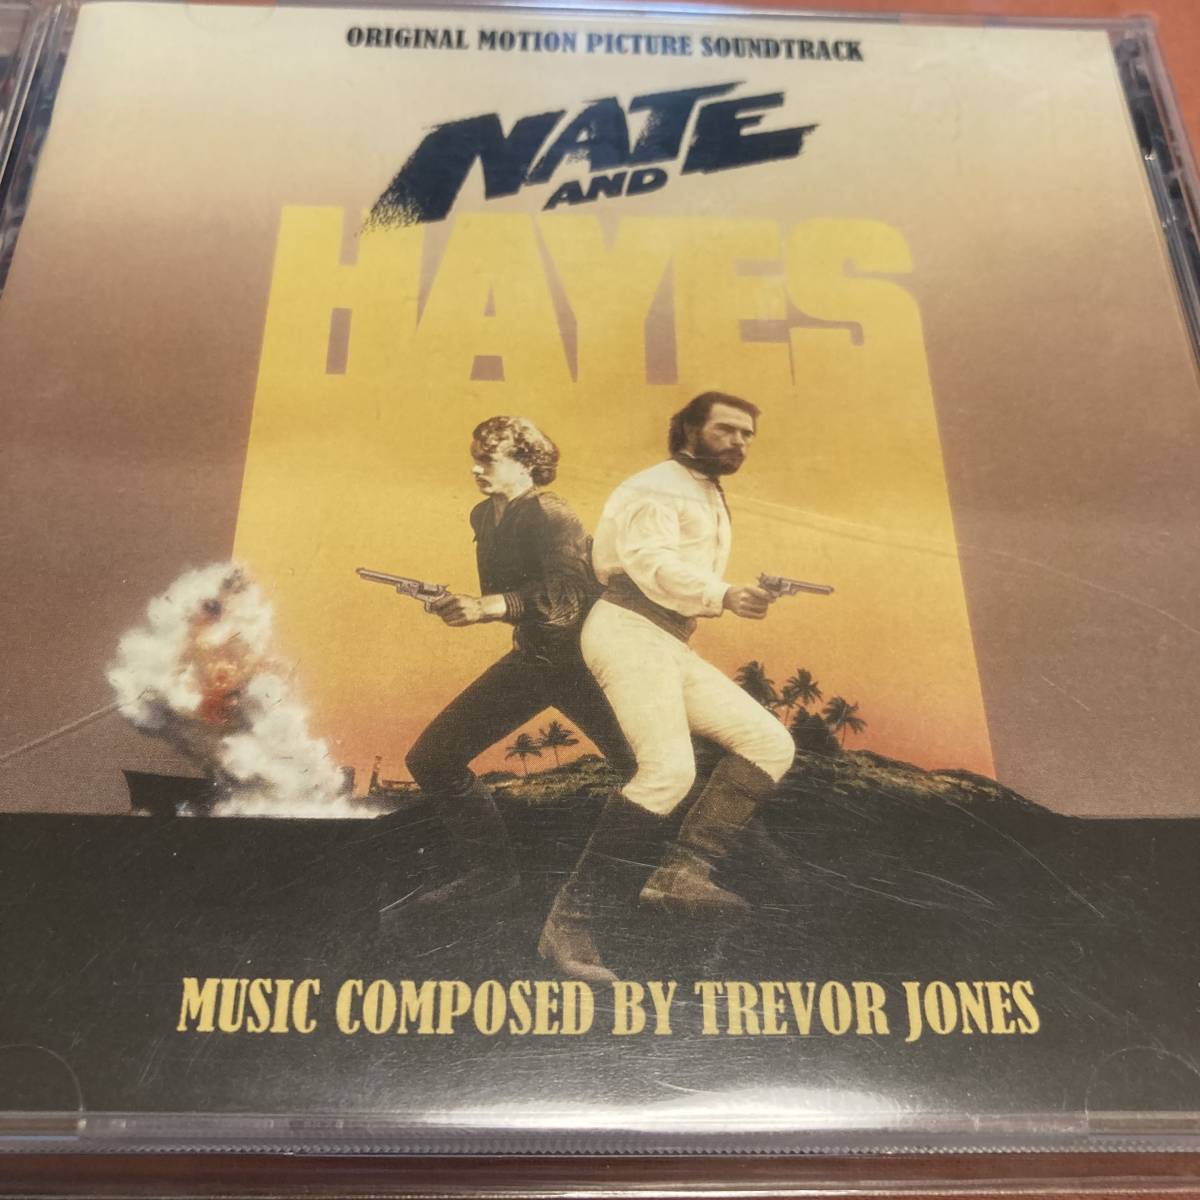 ORIGINAL MOTION PICTURE SOUNDTRACK
NATE
AND
HAYES
MUSIC COMPOSED BY TREVOR JONES